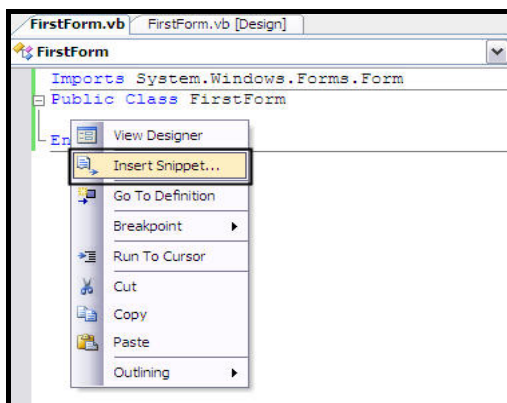 FirstForm.vb FirstForm.vb [Design]
FirstForm
Imports System.Windows.Forms.Form
Public Class FirstForm
En
View Designer
Insert Snippet...
Go To Definition
Breakpoint
Run To Cursor
Cut
Copy
Paste
Outlining